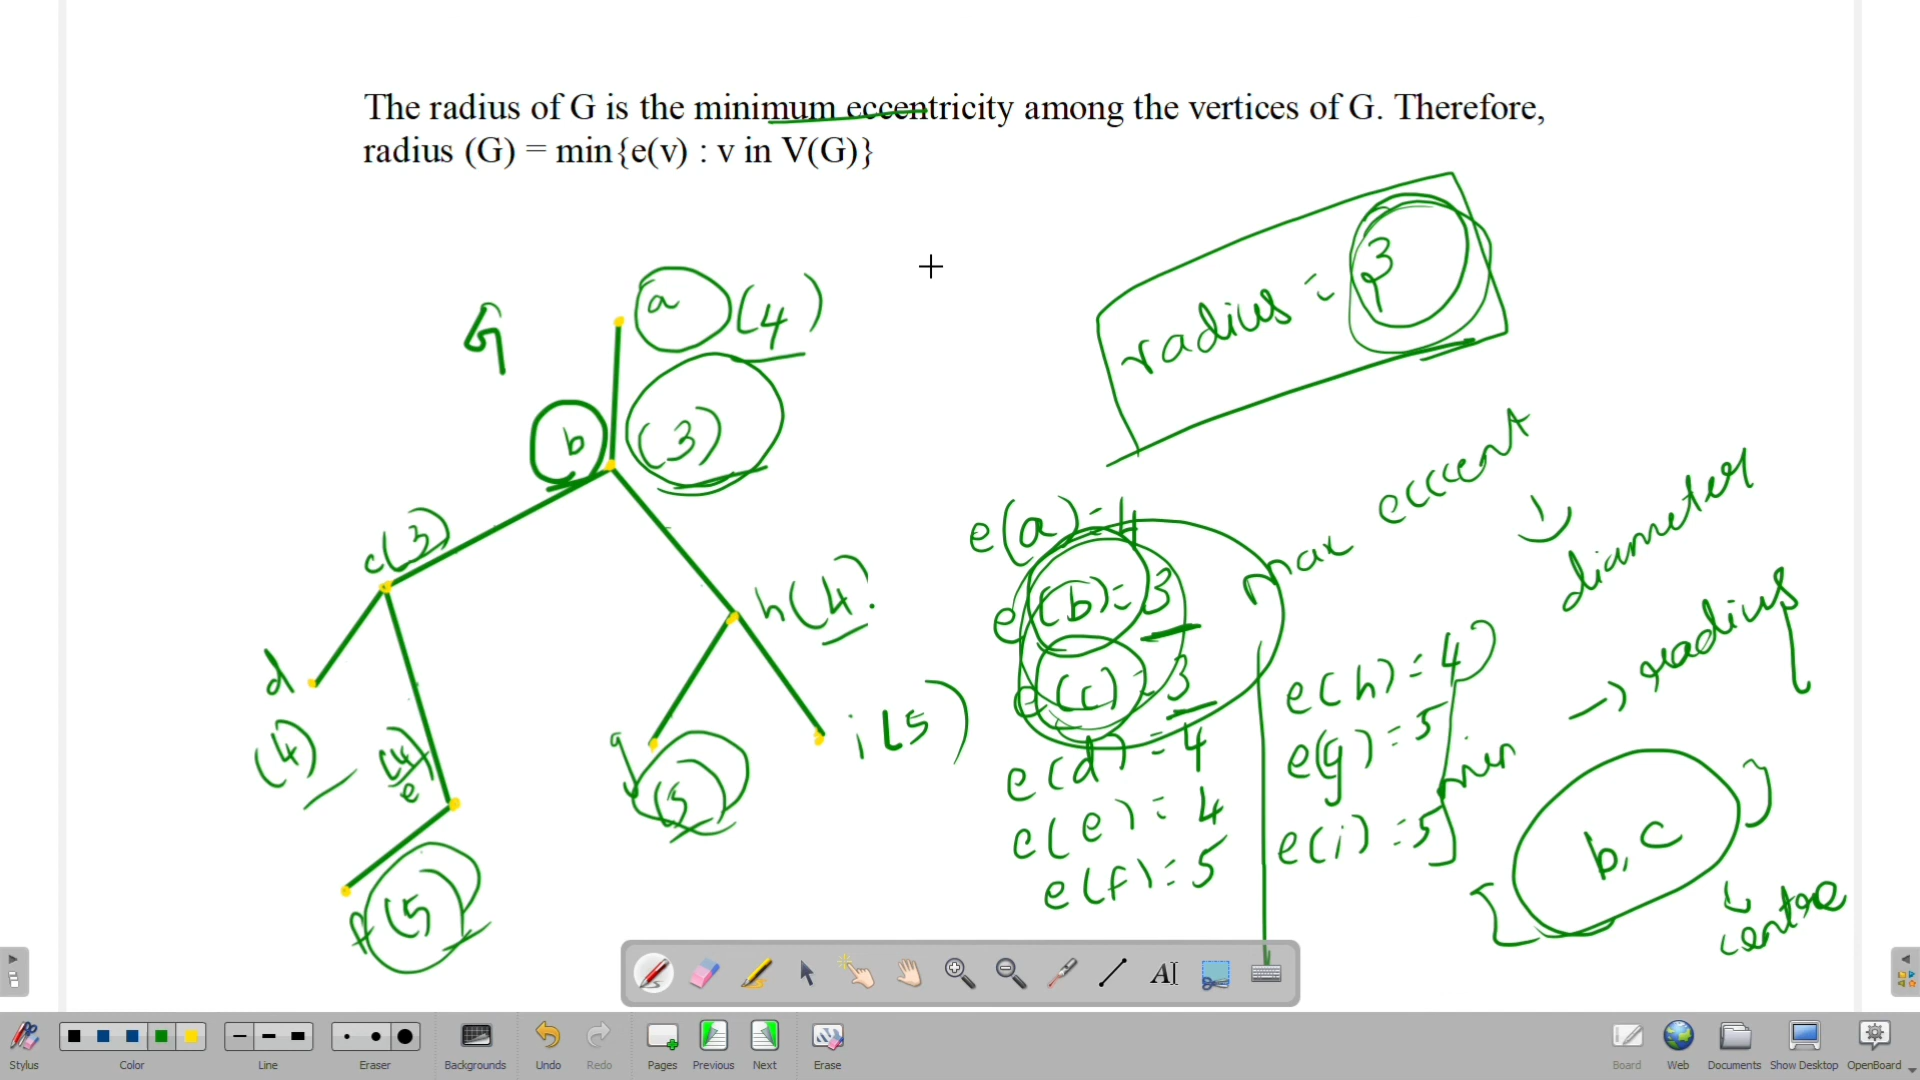 The radius of G is the minimum eccentricity among the vertices of G. Therefore,
radius (G) = min{e(v) : v in V(G)}
radius = 3
G
a (4)
b (3)
c(3)
h(4)
d
(4)
(4)
e
g
(5)
i(5)
f(5)
e(a)=4
e(b)=3
e(c)=3
e(d)=4
e(e)=4
e(f)=5
e(h)=4
e(g)=5
e(i)=5
max eccent
diameter
min → radius
b, c
centre
Stylus
Color
Line
Eraser
Backgrounds
Undo
Redo
Pages
Previous
Next
Erase
Board
Web
Documents
Show Desktop
OpenBoard